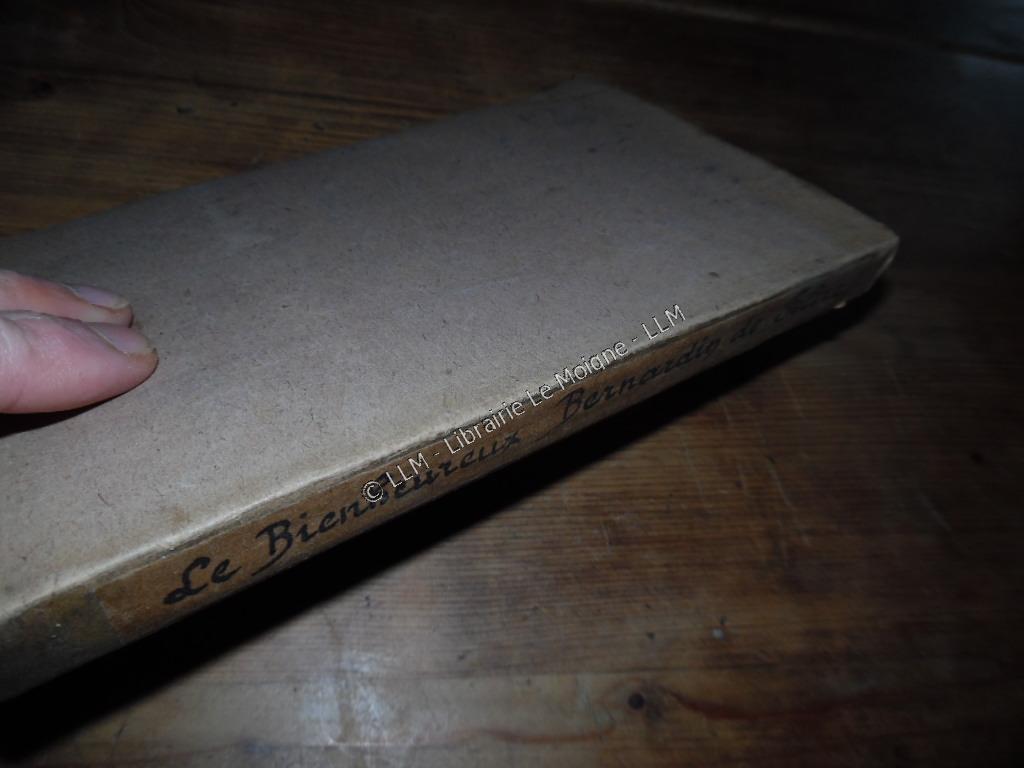 Le Bienheureux Bernardin de
© LLM - Librairie Le Moigne - LLM